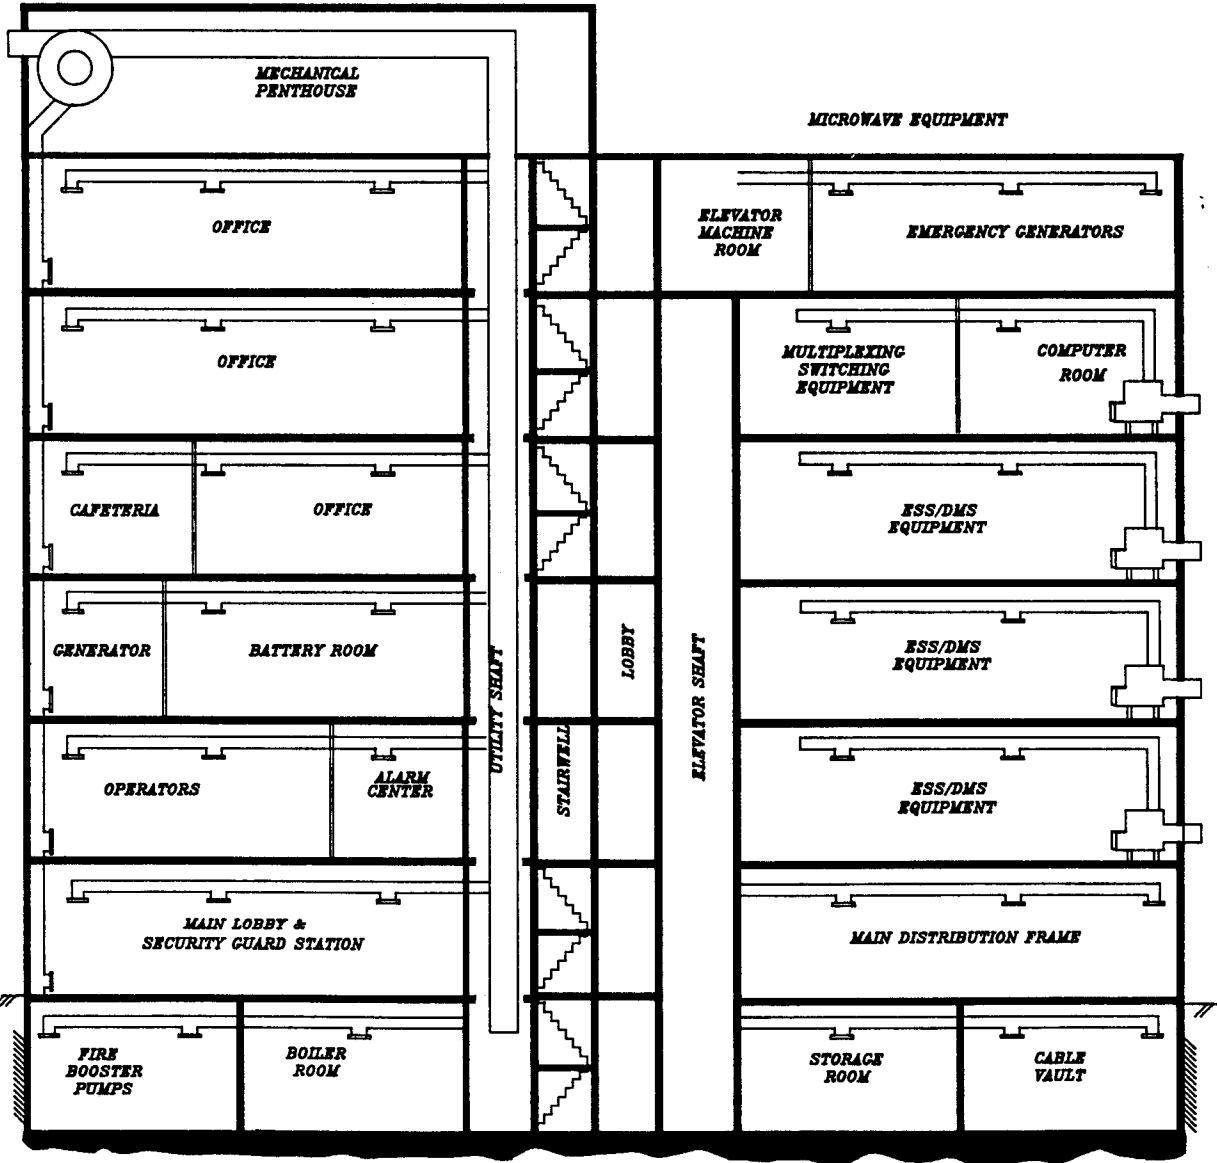 MECHANICAL
PENTHOUSE
MICROWAVE EQUIPMENT
OFFICE
ELEVATOR
MACHINE
ROOM
EMERGENCY GENERATORS
OFFICE
MULTIPLEXING
SWITCHING
EQUIPMENT
COMPUTER
ROOM
CAFETERIA
OFFICE
ESS/DMS
EQUIPMENT
GENERATOR
BATTERY ROOM
UTILITY SHAFT
LOBBY
ELEVATOR SHAFT
ESS/DMS
EQUIPMENT
OPERATORS
ALARM
CENTER
STAIRWELL
ESS/DMS
EQUIPMENT
MAIN LOBBY &
SECURITY GUARD STATION
MAIN DISTRIBUTION FRAME
FIRE
BOOSTER
PUMPS
BOILER
ROOM
STORAGE
ROOM
CABLE
VAULT